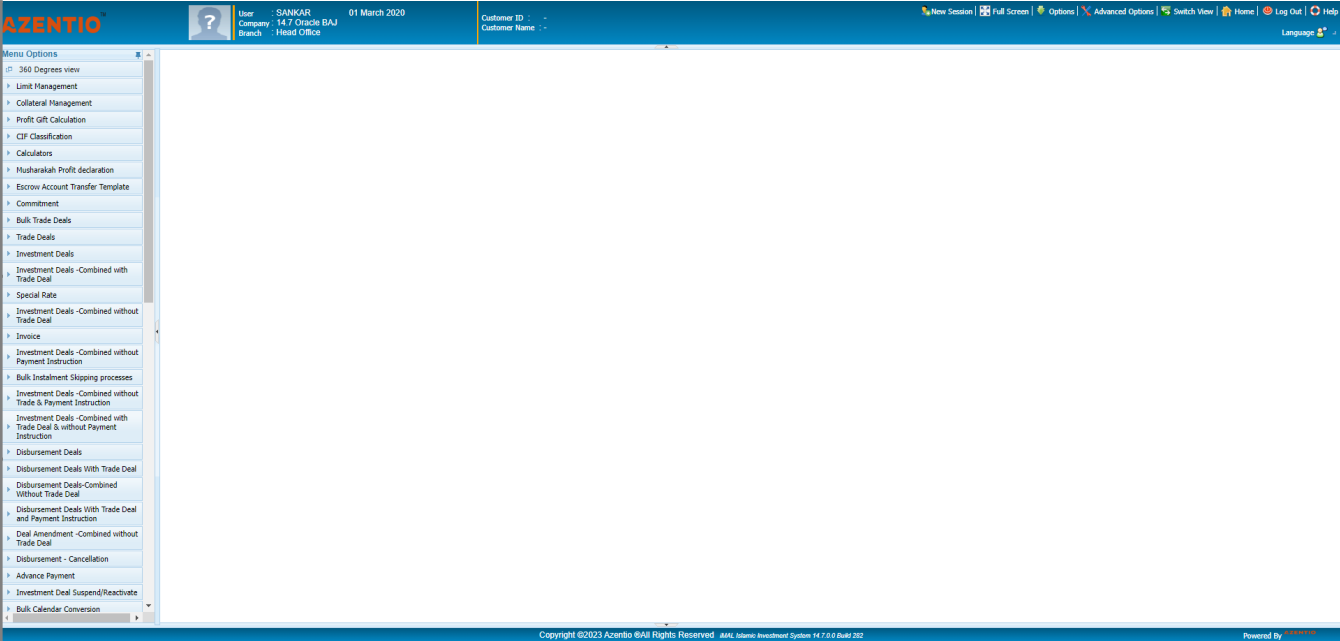 AZENTIO
?
User : SANKAR 01 March 2020
Company : 14.7 Oracle BAJ
Branch : Head Office
Customer ID : -
Customer Name : -
New Session | Full Screen | Options | Advanced Options | Switch View | Home | Log Out | Help
Language
Menu Options
360 Degrees view
Limit Management
Collateral Management
Profit Gift Calculation
CIF Classification
Calculators
Musharakah Profit declaration
Escrow Account Transfer Template
Commitment
Bulk Trade Deals
Trade Deals
Investment Deals
Investment Deals -Combined with
Trade Deal
Special Rate
Investment Deals -Combined without
Trade Deal
Invoice
Investment Deals -Combined without
Payment Instruction
Bulk Instalment Skipping processes
Investment Deals -Combined without
Trade & Payment Instruction
Investment Deals -Combined with
Trade Deal & without Payment
Instruction
Disbursement Deals
Disbursement Deals With Trade Deal
Disbursement Deals-Combined
Without Trade Deal
Disbursement Deals With Trade Deal
and Payment Instruction
Deal Amendment -Combined without
Trade Deal
Disbursement - Cancellation
Advance Payment
Investment Deal Suspend/Reactivate
Bulk Calendar Conversion
Copyright ©2023 Azentio ®All Rights Reserved iMAL Islamic Investment System 14.7.0.0 Build 282
Powered By AZENTIO